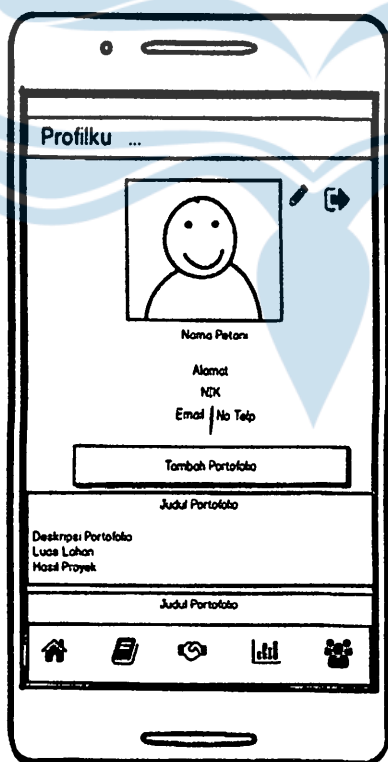 Profilku ...
Nama Petani
Alamat
NIK
Email | No Telp
Tambah Portofolio
Judul Portofolio
Deskripsi Portofolio
Luas Lahan
Hasil Proyek
Judul Portofolio